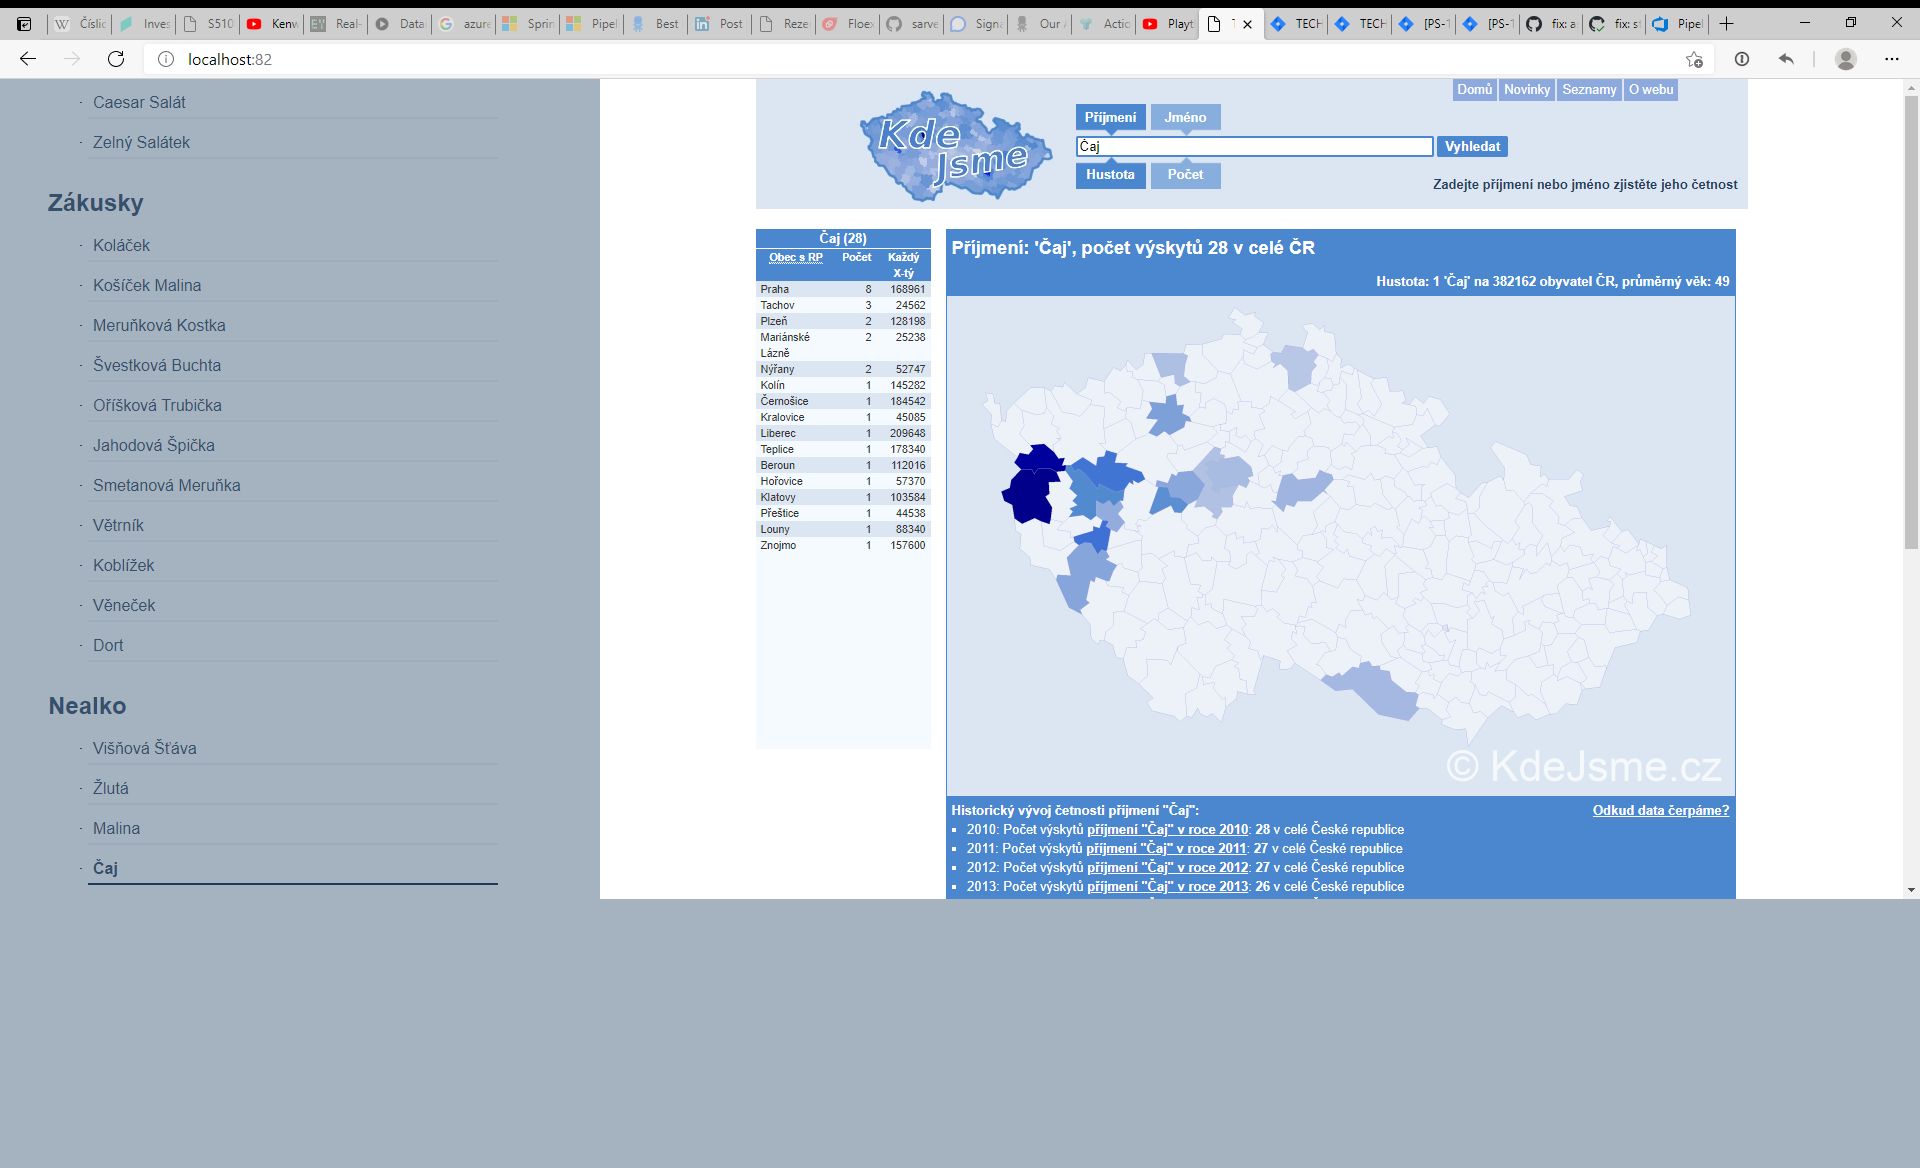 Číslic
Inves
S510
Kenw
Real-
Data
azure
Sprin
Pipel
Best
Post
Reze
Floex
sarve
Signa
Our A
Actio
Playt
TECH
TECH
[PS-1
[PS-1
fix: a
fix: s
Pipel
localhost:82
Caesar Salát
Zelný Salátek
Zákusky
Koláček
Košíček Malina
Meruňková Kostka
Švestková Buchta
Oříšková Trubička
Jahodová Špička
Smetanová Meruňka
Větrník
Koblížek
Věneček
Dort
Nealko
Višňová Šťáva
Žlutá
Malina
Čaj
Domů Novinky Seznamy O webu
Kde Jsme
Příjmení Jméno
Čaj Vyhledat
Hustota Počet
Zadejte příjmení nebo jméno zjistěte jeho četnost
Čaj (28)
Obec s RP Počet Každý X-tý
Praha 8 168961
Tachov 3 24562
Plzeň 2 128198
Mariánské Lázně 2 25238
Nýřany 2 52747
Kolín 1 145282
Černošice 1 184542
Kralovice 1 45085
Liberec 1 209648
Teplice 1 178340
Beroun 1 112016
Hořovice 1 57370
Klatovy 1 103584
Přeštice 1 44538
Louny 1 88340
Znojmo 1 157600
Příjmení: 'Čaj', počet výskytů 28 v celé ČR
Hustota: 1 'Čaj' na 382162 obyvatel ČR, průměrný věk: 49
© KdeJsme.cz
Historický vývoj četnosti příjmení "Čaj": Odkud data čerpáme?
2010: Počet výskytů příjmení "Čaj" v roce 2010: 28 v celé České republice
2011: Počet výskytů příjmení "Čaj" v roce 2011: 27 v celé České republice
2012: Počet výskytů příjmení "Čaj" v roce 2012: 27 v celé České republice
2013: Počet výskytů příjmení "Čaj" v roce 2013: 26 v celé České republice